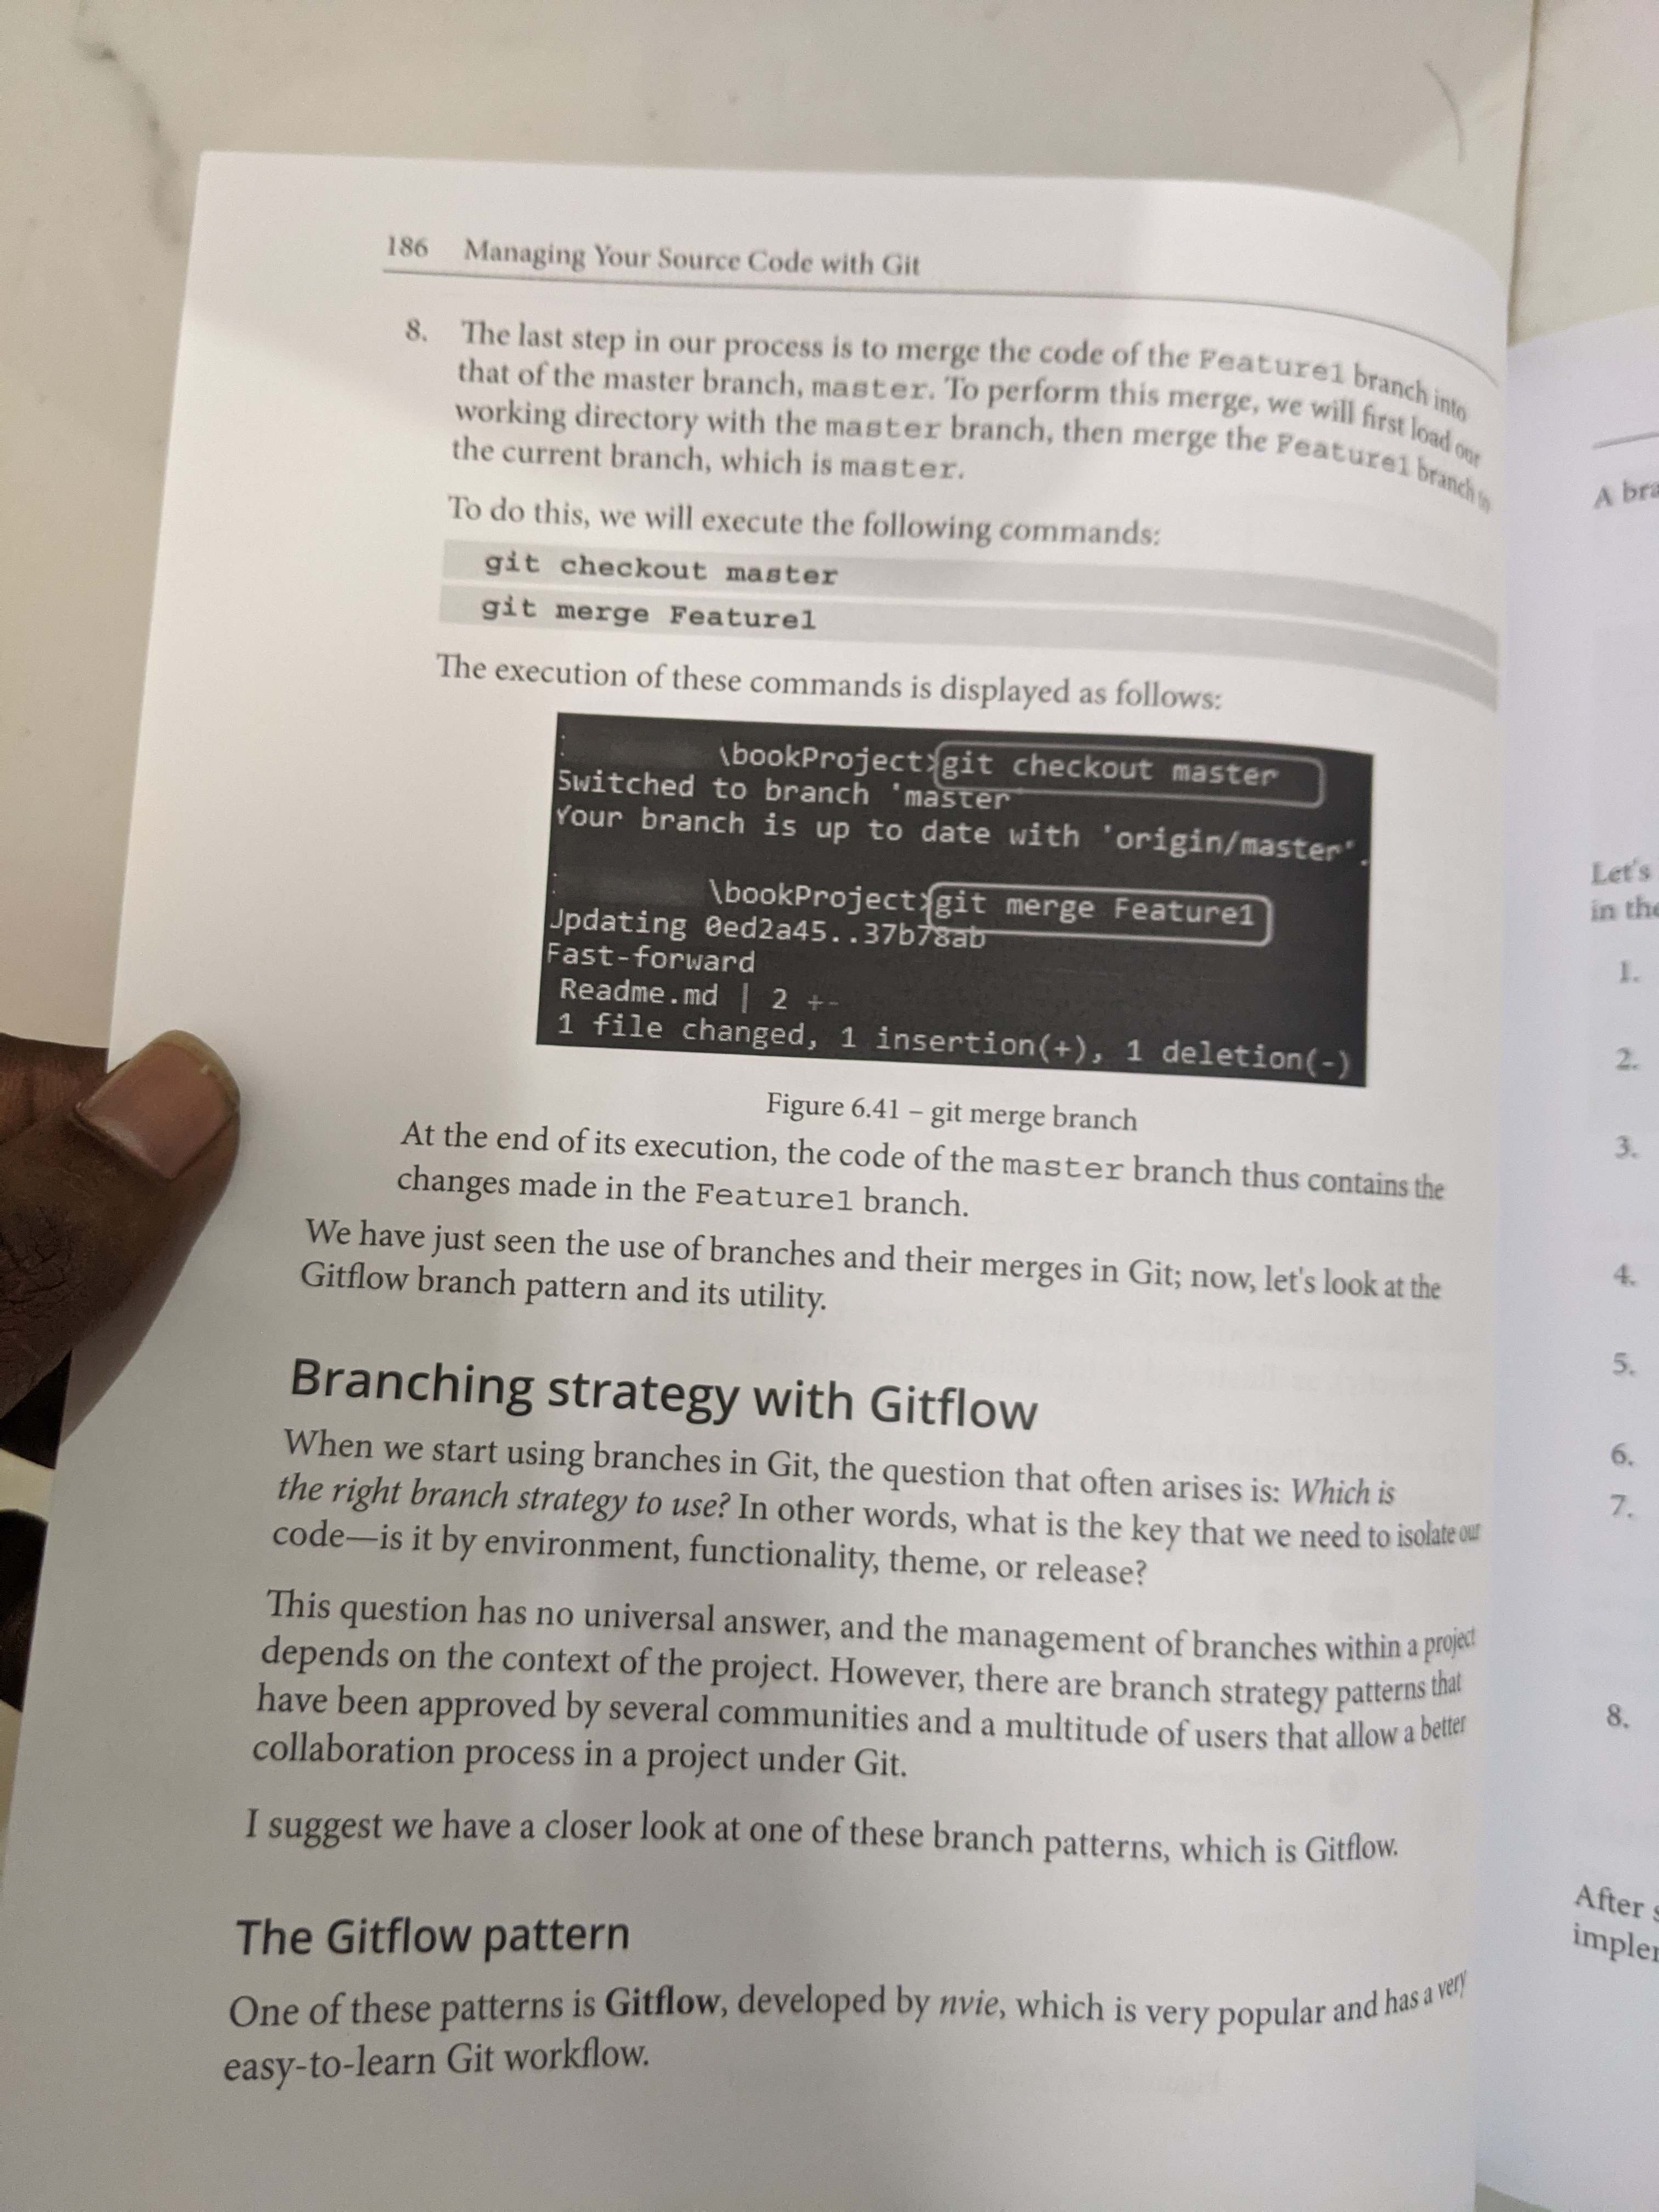 186 Managing Your Source Code with Git
8. The last step in our process is to merge the code of the Feature1 branch into
that of the master branch, master. To perform this merge, we will first load our
working directory with the master branch, then merge the Feature1 branch to
the current branch, which is master.
To do this, we will execute the following commands:
git checkout master
git merge Feature1
The execution of these commands is displayed as follows:
\bookProject>git checkout master
Switched to branch 'master'
Your branch is up to date with 'origin/master'.
\bookProject>git merge Feature1
Updating 0ed2a45..37b78ab
Fast-forward
Readme.md | 2 +-
1 file changed, 1 insertion(+), 1 deletion(-)
Figure 6.41 – git merge branch
At the end of its execution, the code of the master branch thus contains the
changes made in the Feature1 branch.
We have just seen the use of branches and their merges in Git; now, let's look at the
Gitflow branch pattern and its utility.
Branching strategy with Gitflow
When we start using branches in Git, the question that often arises is: Which is
the right branch strategy to use? In other words, what is the key that we need to isolate our
code—is it by environment, functionality, theme, or release?
This question has no universal answer, and the management of branches within a project
depends on the context of the project. However, there are branch strategy patterns that
have been approved by several communities and a multitude of users that allow a better
collaboration process in a project under Git.
I suggest we have a closer look at one of these branch patterns, which is Gitflow.
The Gitflow pattern
One of these patterns is Gitflow, developed by nvie, which is very popular and has a very
easy-to-learn Git workflow.
A
Let's
in
1.
2.
3.
4.
5.
6.
7.
8.
After